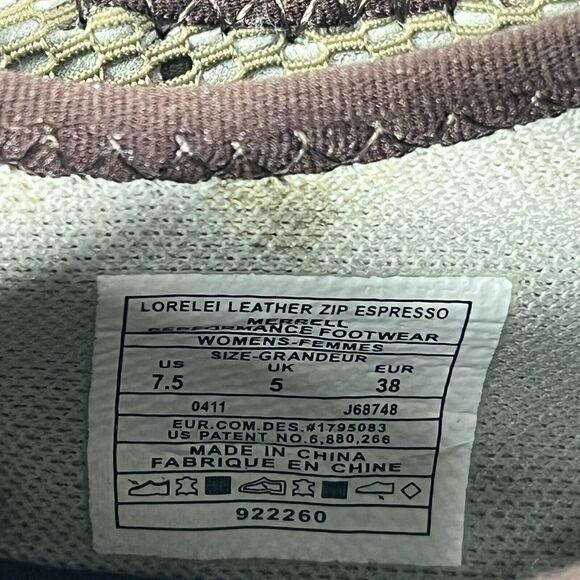 LORELEI LEATHER ZIP ESPRESSO
MERRELL
PERFORMANCE FOOTWEAR
WOMENS-FEMMES
SIZE-GRANDEUR
US UK EUR
7.5 5 38
0411 J68748
EUR.COM.DES.#1795083
US PATENT NO.6,880,266
MADE IN CHINA
FABRIQUE EN CHINE
922260